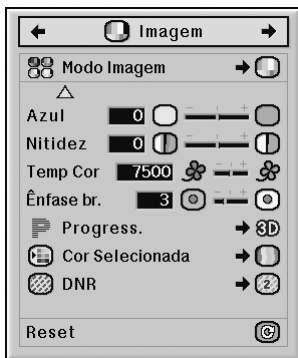 Imagem
Modo Imagem
Azul 0
Nitidez 0
Temp Cor 7500
Ênfase br. 3
P Progress. 3D
Cor Selecionada
DNR 2
Reset